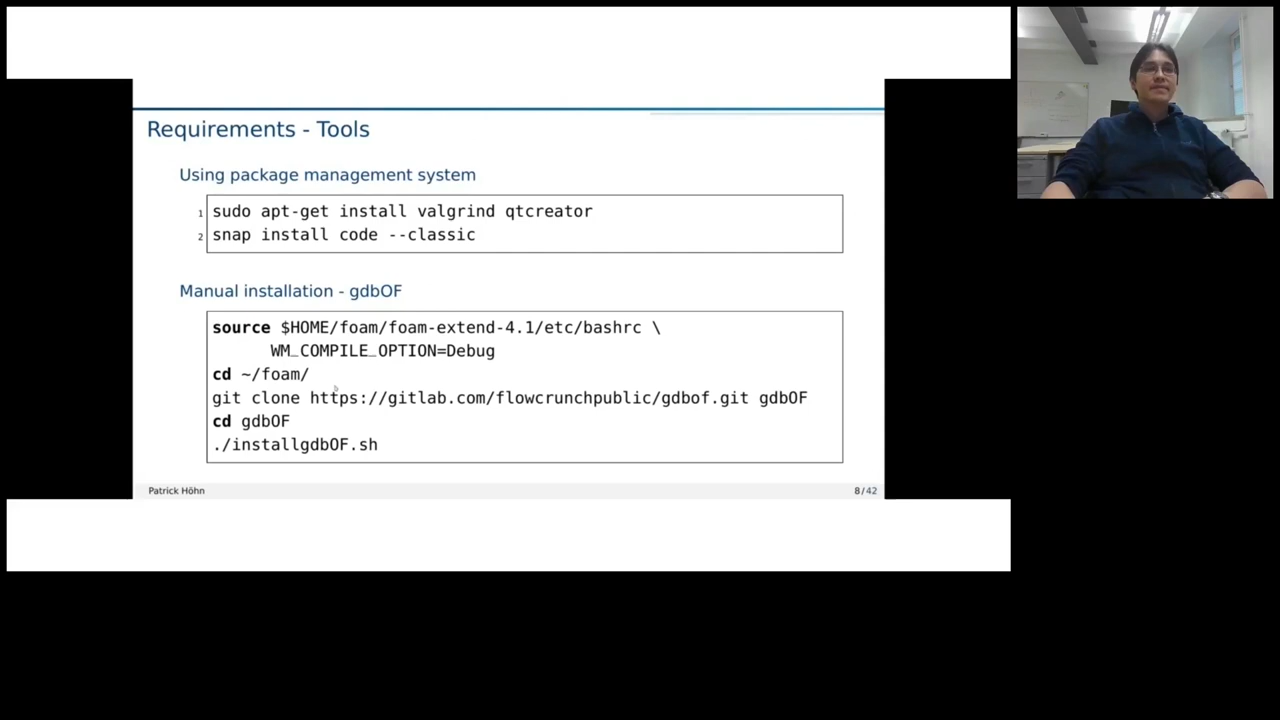 Requirements - Tools
Using package management system
1 sudo apt-get install valgrind qtcreator
2 snap install code --classic
Manual installation - gdbOF
source $HOME/foam/foam-extend-4.1/etc/bashrc \
WM_COMPILE_OPTION=Debug
cd ~/foam/
git clone https://gitlab.com/flowcrunchpublic/gdbof.git gdbOF
cd gdbOF
./installgdbOF.sh
Patrick Höhn 8/42